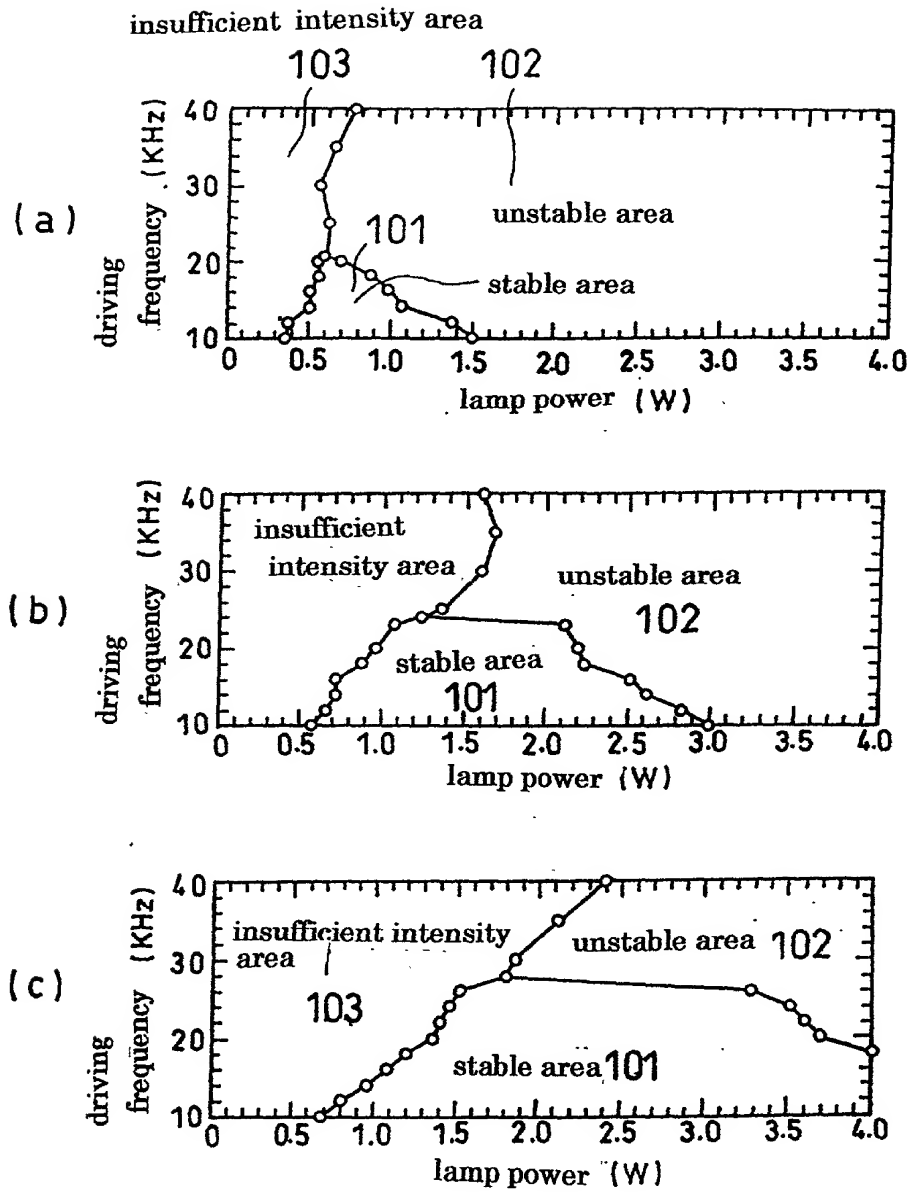 insufficient intensity area
103 102
(a)
driving
frequency (KHz)
40
30
20
10
unstable area
101
stable area
0 0.5 1.0 1.5 2.0 2.5 3.0 3.5 4.0
lamp power (W)
(b)
driving
frequency (KHz)
40
30
20
10
insufficient
intensity area
unstable area
102
stable area
101
0 0.5 1.0 1.5 2.0 2.5 3.0 3.5 4.0
lamp power (W)
(c)
driving
frequency (KHz)
40
30
20
10
insufficient intensity
area
103
unstable area 102
stable area 101
0 0.5 1.0 1.5 2.0 2.5 3.0 3.5 4.0
lamp power (W)